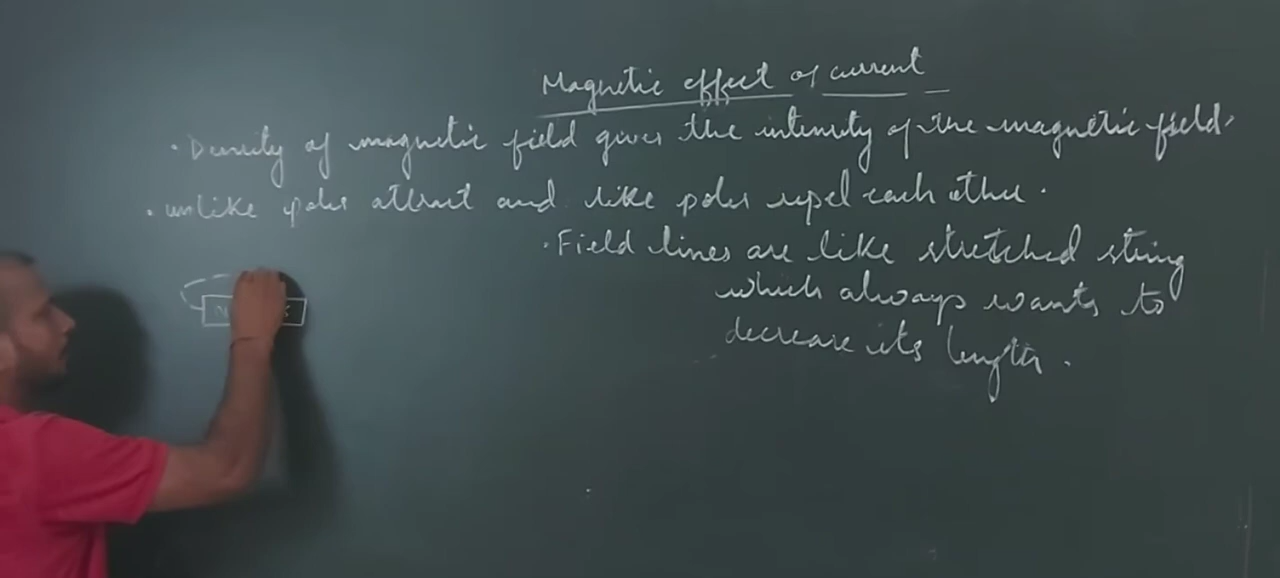 Magnetic effect of current
• Density of magnetic field gives the intensity of the magnetic field.
• unlike poles attract and like poles repel each other.
• Field lines are like stretched string
which always wants to
decrease its length.
N